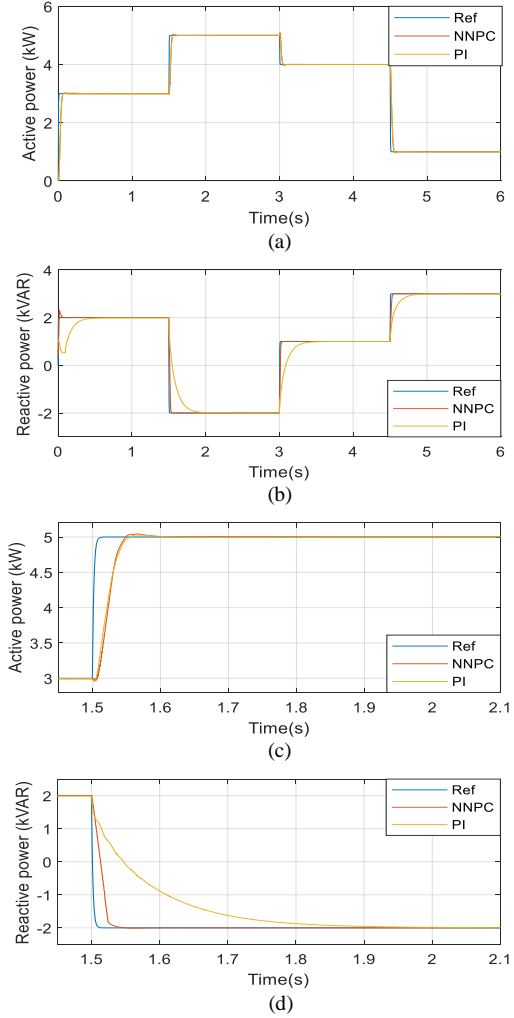 6
4
2
0
Active power (kW)
Ref
NNPC
PI
0 1 2 3 4 5 6
Time(s)
(a)
4
2
0
-2
Reactive power (kVAR)
Ref
NNPC
PI
0 1 2 3 4 5 6
Time(s)
(b)
5
4.5
4
3.5
3
Active power (kW)
Ref
NNPC
PI
1.5 1.6 1.7 1.8 1.9 2 2.1
Time(s)
(c)
2
1
0
-1
-2
Reactive power (kVAR)
Ref
NNPC
PI
1.5 1.6 1.7 1.8 1.9 2 2.1
Time(s)
(d)